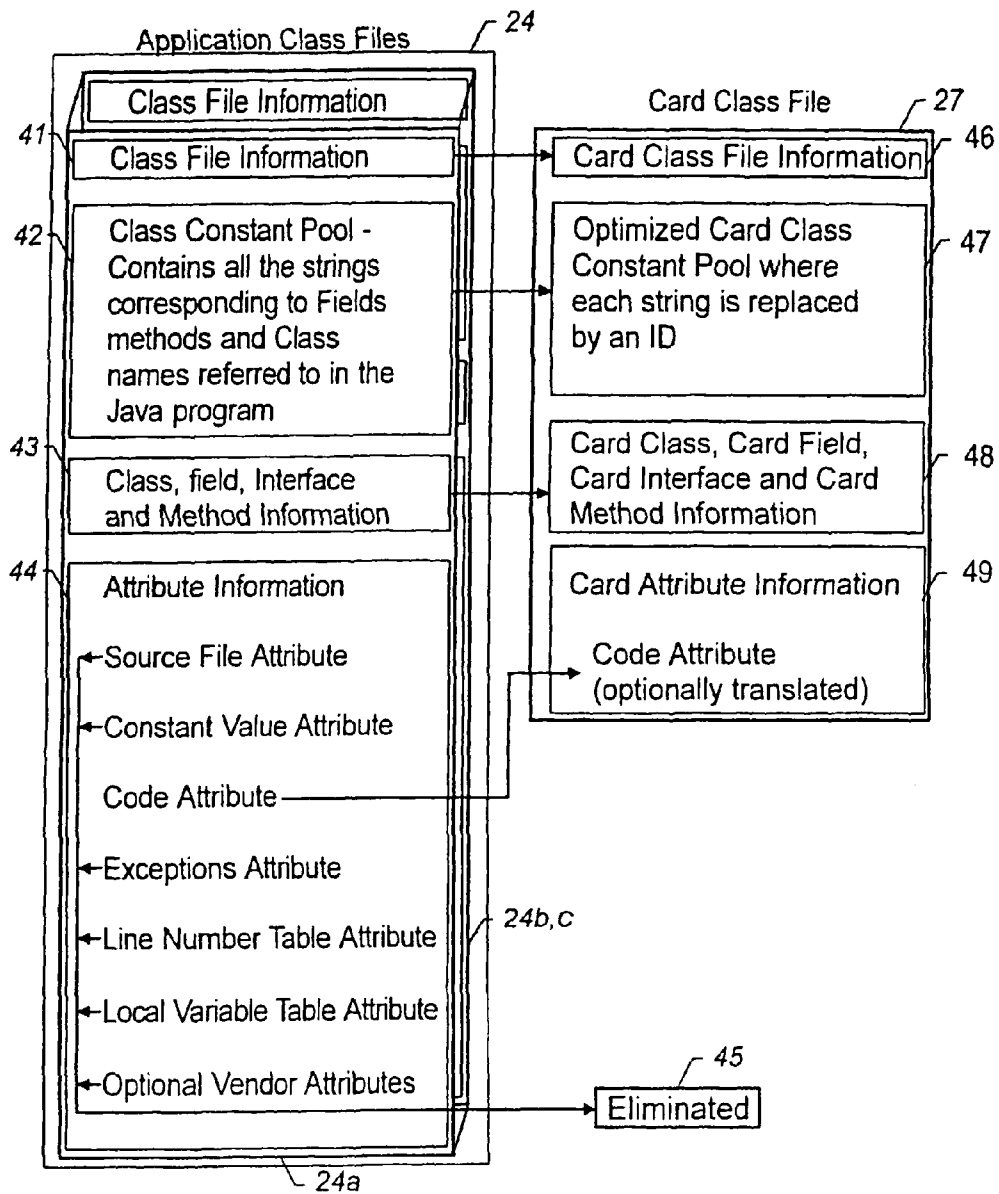 Application Class Files
24
Class File Information
41
Class File Information
42
Class Constant Pool -
Contains all the strings
corresponding to Fields
methods and Class
names referred to in the
Java program
43
Class, field, Interface
and Method Information
44
Attribute Information
Source File Attribute
Constant Value Attribute
Code Attribute
Exceptions Attribute
Line Number Table Attribute
Local Variable Table Attribute
Optional Vendor Attributes
24b,c
24a
Card Class File
27
Card Class File Information
46
Optimized Card Class
Constant Pool where
each string is replaced
by an ID
47
Card Class, Card Field,
Card Interface and Card
Method Information
48
Card Attribute Information
49
Code Attribute
(optionally translated)
45
Eliminated